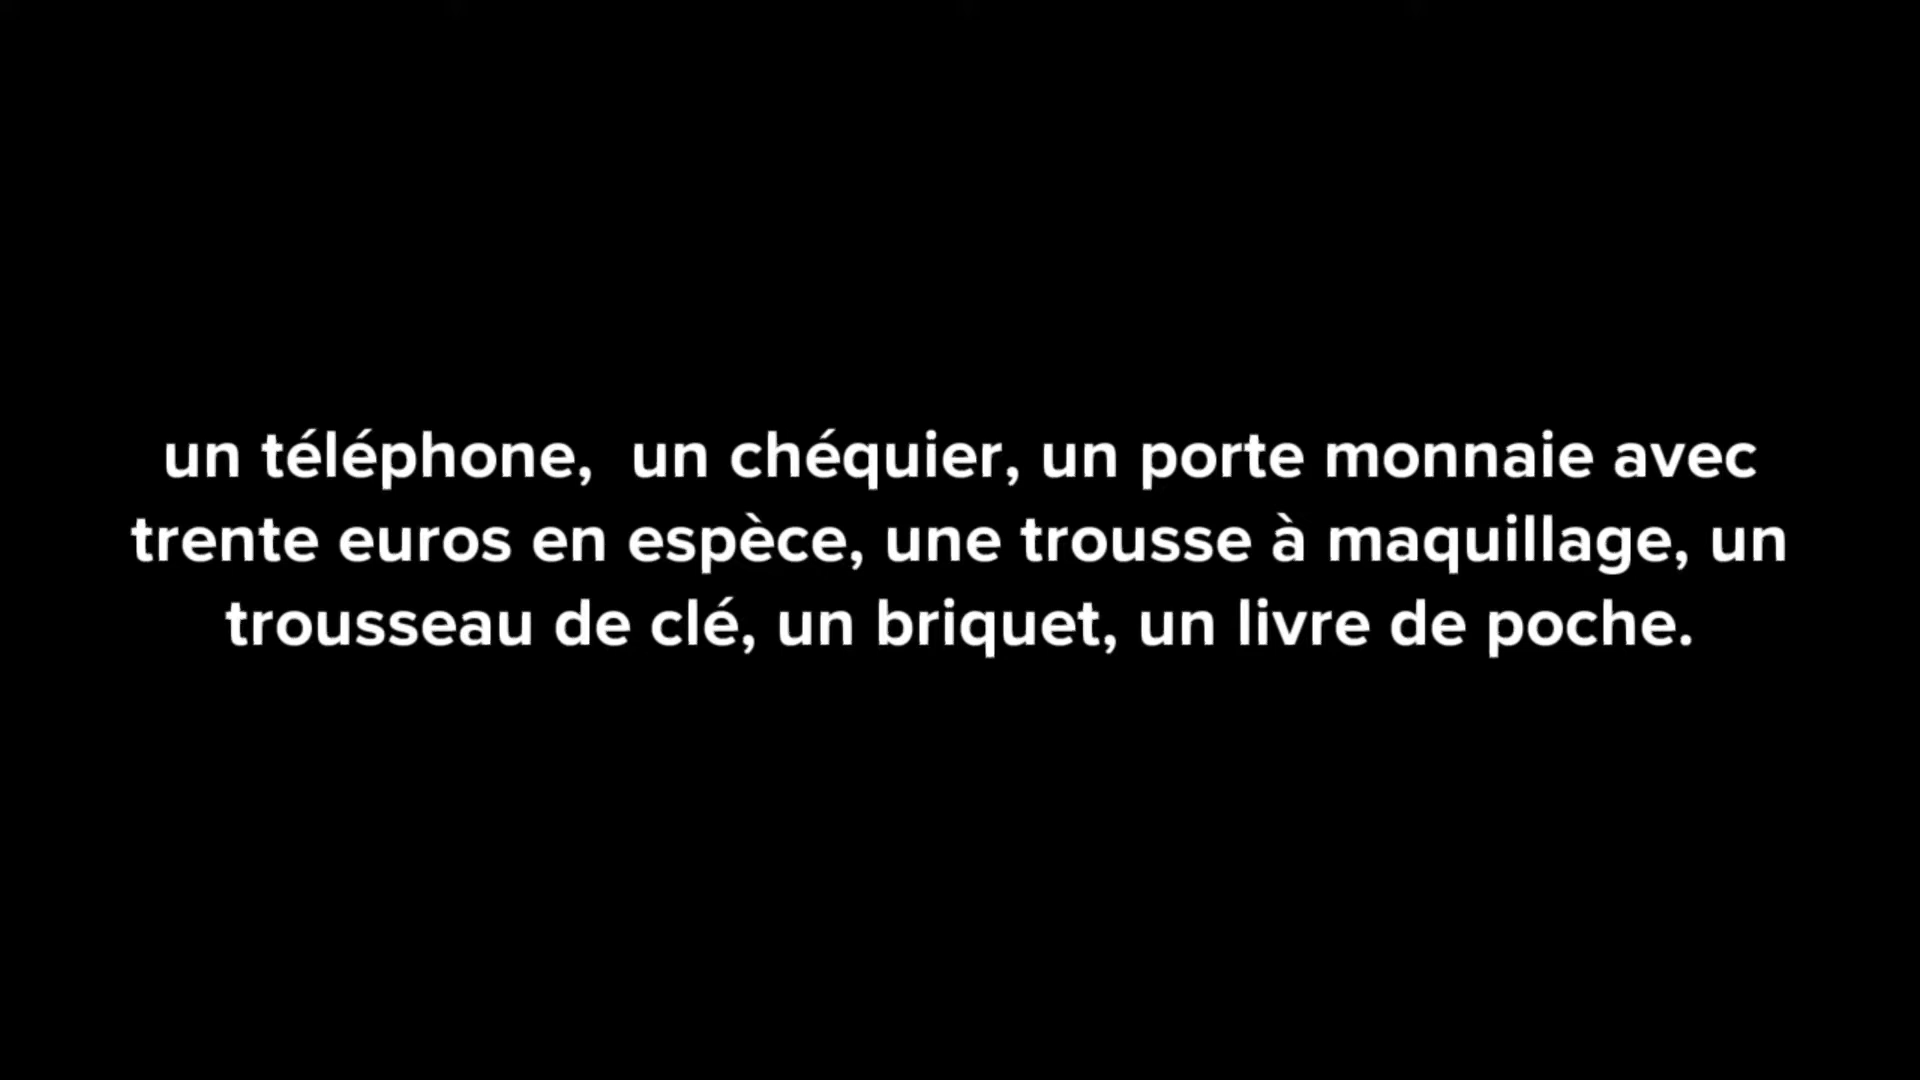 un téléphone,  un chéquier, un porte monnaie avec
trente euros en espèce, une trousse à maquillage, un
trousseau de clé, un briquet, un livre de poche.